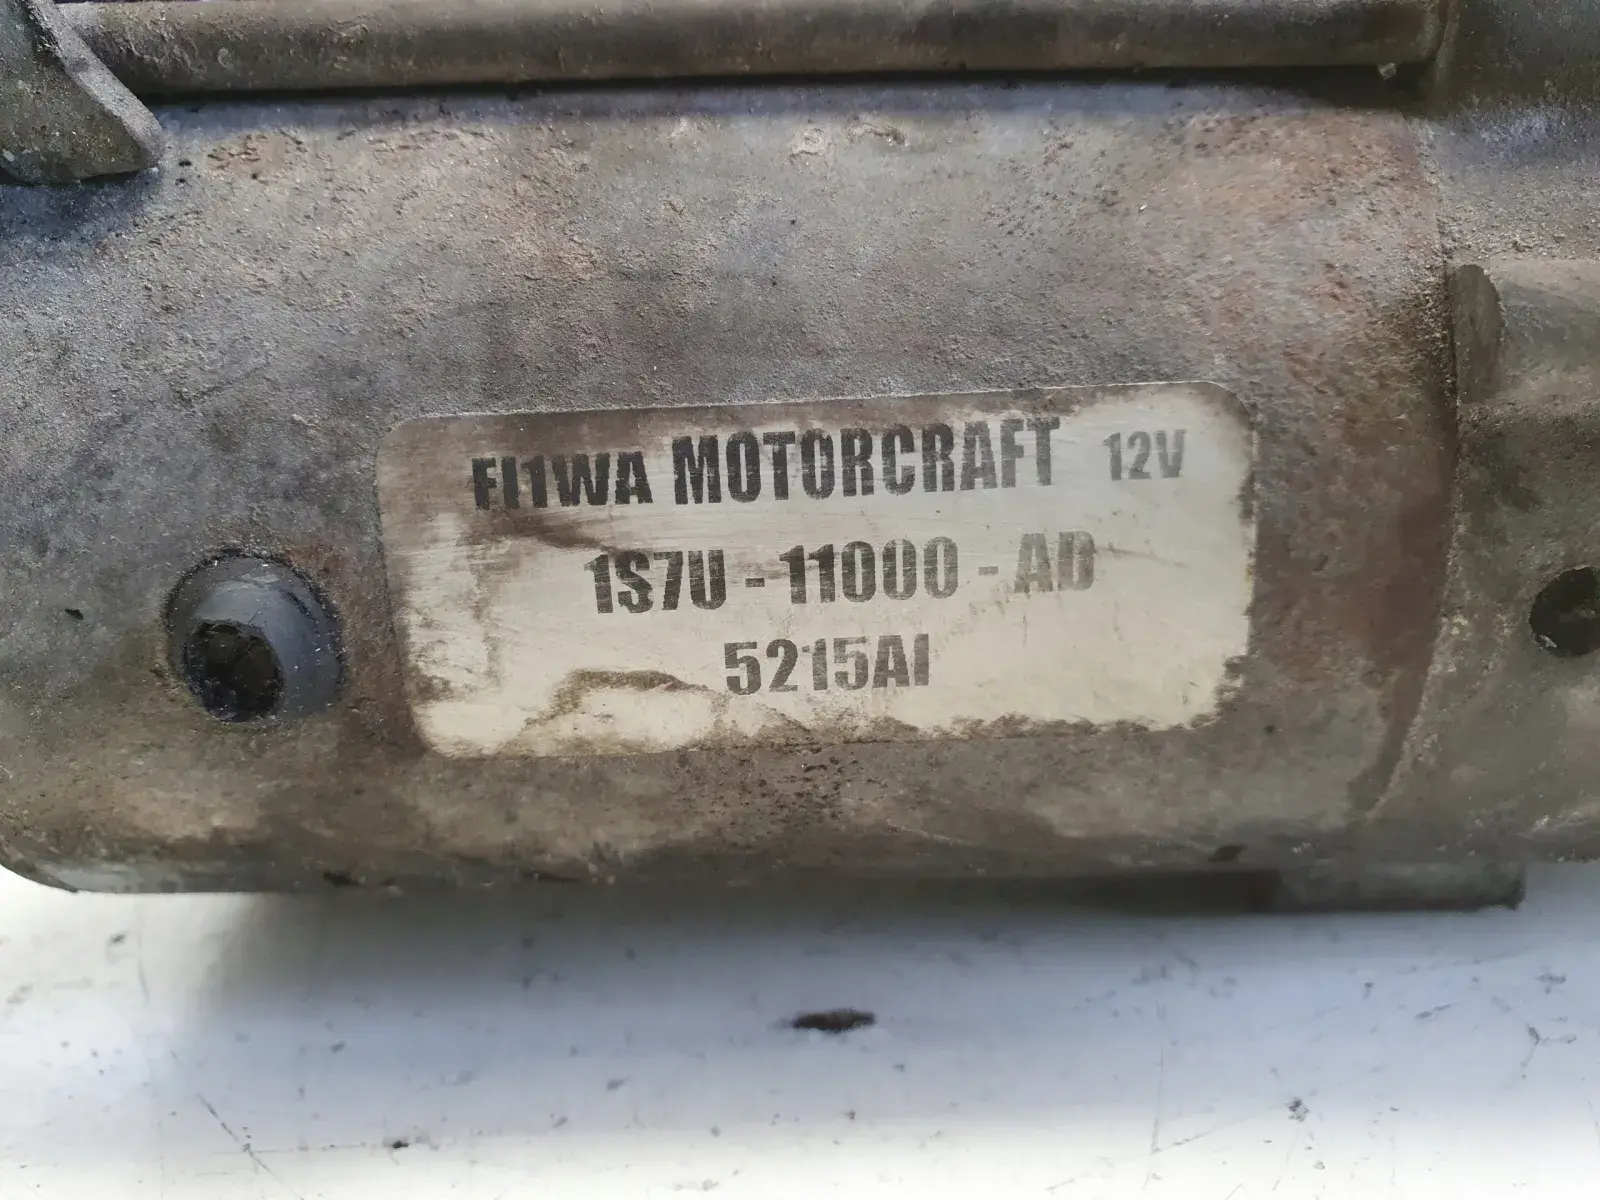 FI1WA MOTORCRAFT 12V
1S7U - 11000 - AD
5215AI